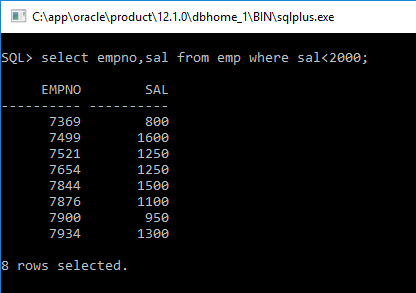 C:\app\oracle\product\12.1.0\dbhome_1\BIN\sqlplus.exe
SQL> select empno,sal from emp where sal<2000;
     EMPNO        SAL
---------- ----------
      7369        800
      7499       1600
      7521       1250
      7654       1250
      7844       1500
      7876       1100
      7900        950
      7934       1300
8 rows selected.